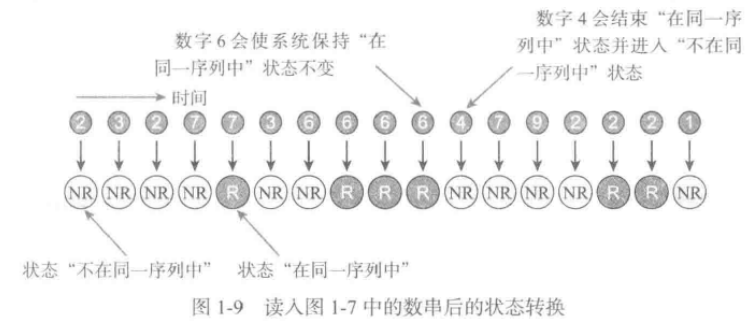 数字 4 会结束“在同一序
数字 6 会使系统保持“在
列中”状态并进入“不在同
同一序列中”状态不变
一序列中”状态
时间
2 3 2 7 7 3 6 6 6 6 4 7 9 2 2 2 1
NR NR NR NR R NR NR R R R NR NR NR NR R R NR
状态“不在同一序列中” 状态“在同一序列中”
图 1-9 读入图 1-7 中的数串后的状态转换